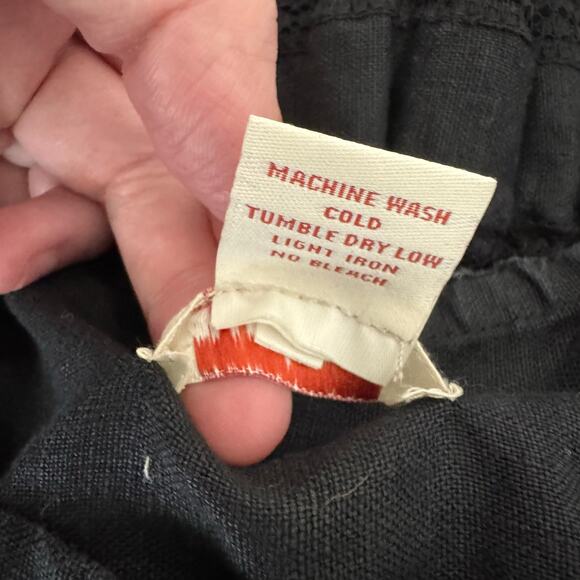 MACHINE WASH
COLD
TUMBLE DRY LOW
LIGHT IRON
NO BLEACH